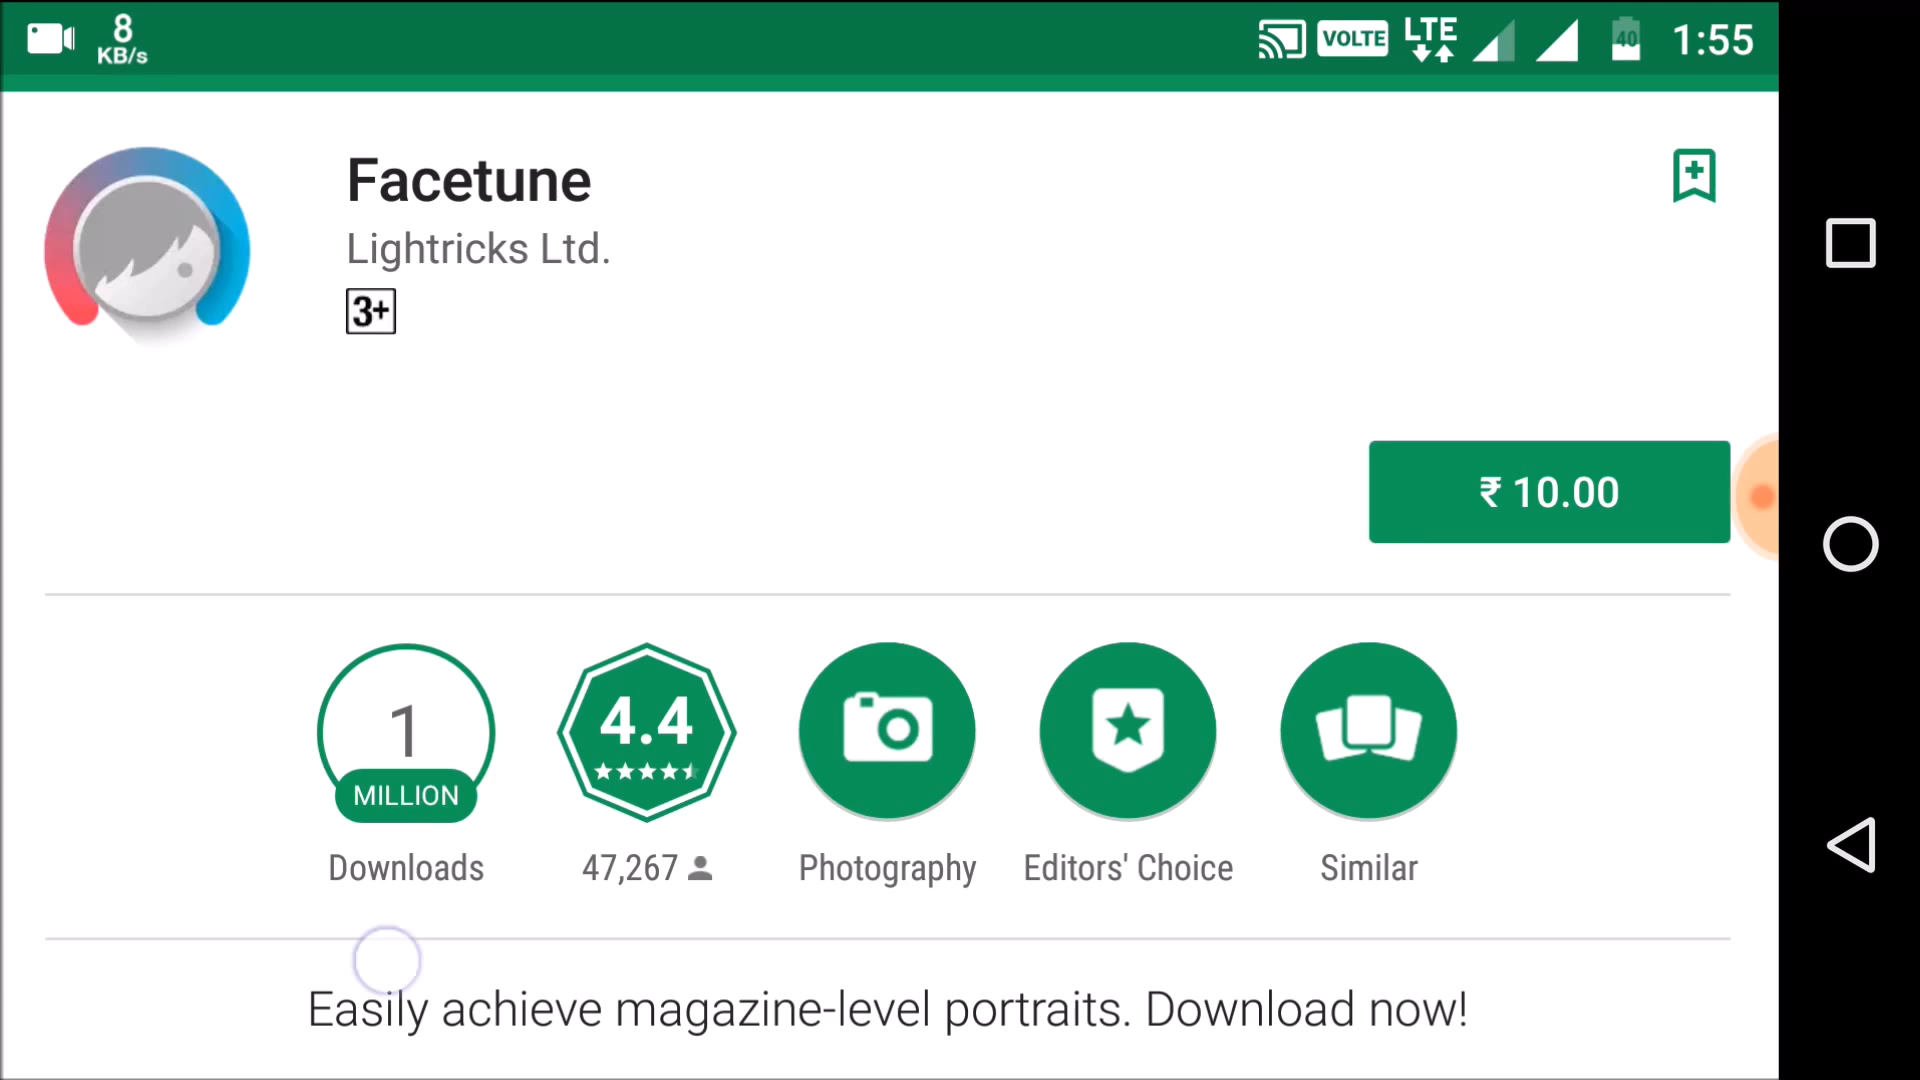 8
KB/s
VOLTE
LTE
40
1:55
Facetune
Lightricks Ltd.
3+
₹ 10.00
1
MILLION
4.4
Downloads
47,267
Photography
Editors' Choice
Similar
Easily achieve magazine-level portraits. Download now!